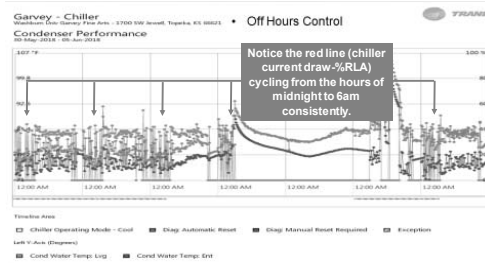 Garvey - Chiller
Washburn Univ Garvey Fine Arts - 1700 SW Jewell, Topeka, KS 66621
• Off Hours Control
TRANE
Condenser Performance
30-May-2018 - 05-Jun-2018
Notice the red line (chiller
current draw-%RLA)
cycling from the hours of
midnight to 6am
consistently.
107 °F
100 %
12:00 AM 12:00 AM 12:00 AM 12:00 AM 12:00 AM 12:00 AM 12:00 AM
Timeline Area
Chiller Operating Mode - Cool Diag: Automatic Reset Diag: Manual Reset Required Exception
Left Y-Axis (Degrees)
Cond Water Temp: Lvg Cond Water Temp: Ent